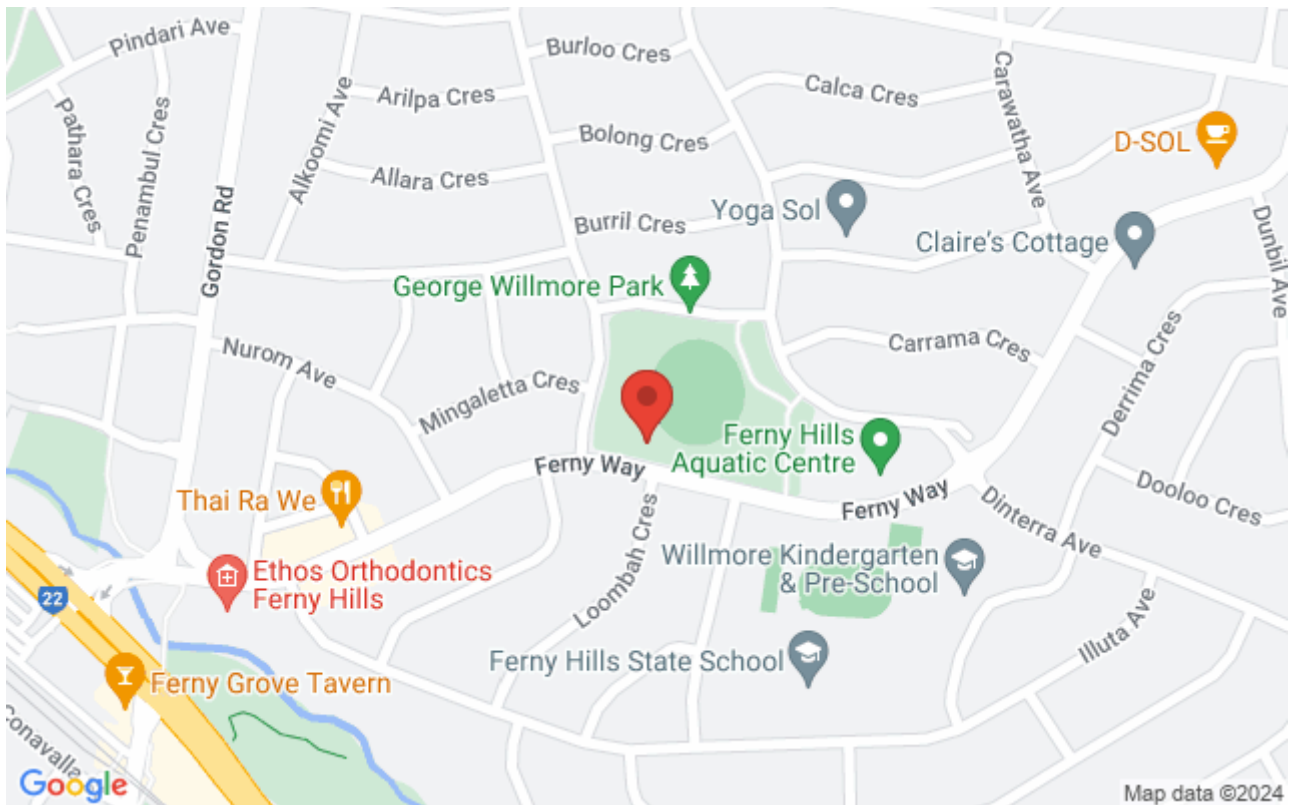 Pindari Ave
Burloo Cres
Carawatha Ave
Calca Cres
Arilpa Cres
Pathara Cres
Penambul Cres
Alkoomi Ave
Bolong Cres
D-SOL
Allara Cres
Yoga Sol
Burril Cres
Claire's Cottage
Dunbil Ave
Gordon Rd
George Willmore Park
Nurom Ave
Carrama Cres
Derrima Cres
Mingaletta Cres
Ferny Hills
Aquatic Centre
Ferny Way
Thai Ra We
Ferny Way
Dooloo Cres
Dinterra Ave
Loombah Cres
Willmore Kindergarten
& Pre-School
Ethos Orthodontics
Ferny Hills
22
Illuta Ave
Ferny Hills State School
Ferny Grove Tavern
Conavalla
Google
Map data ©2024